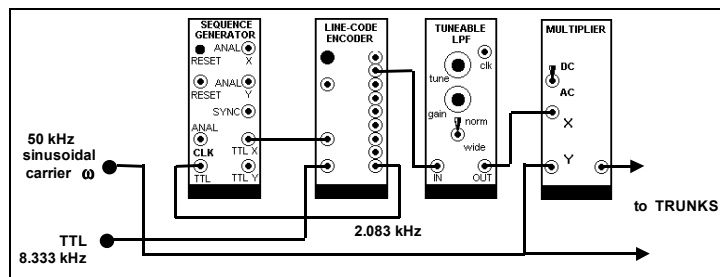 SEQUENCE
GENERATOR
ANAL
RESET X
ANAL
RESET Y
SYNC
ANAL
CLK
TTL X
TTL
TTL Y
LINE-CODE
ENCODER
TUNEABLE
LPF
clk
tune
gain
norm
wide
IN
OUT
MULTIPLIER
DC
AC
X
Y
50 kHz
sinusoidal
carrier ω
TTL
8.333 kHz
2.083 kHz
to TRUNKS